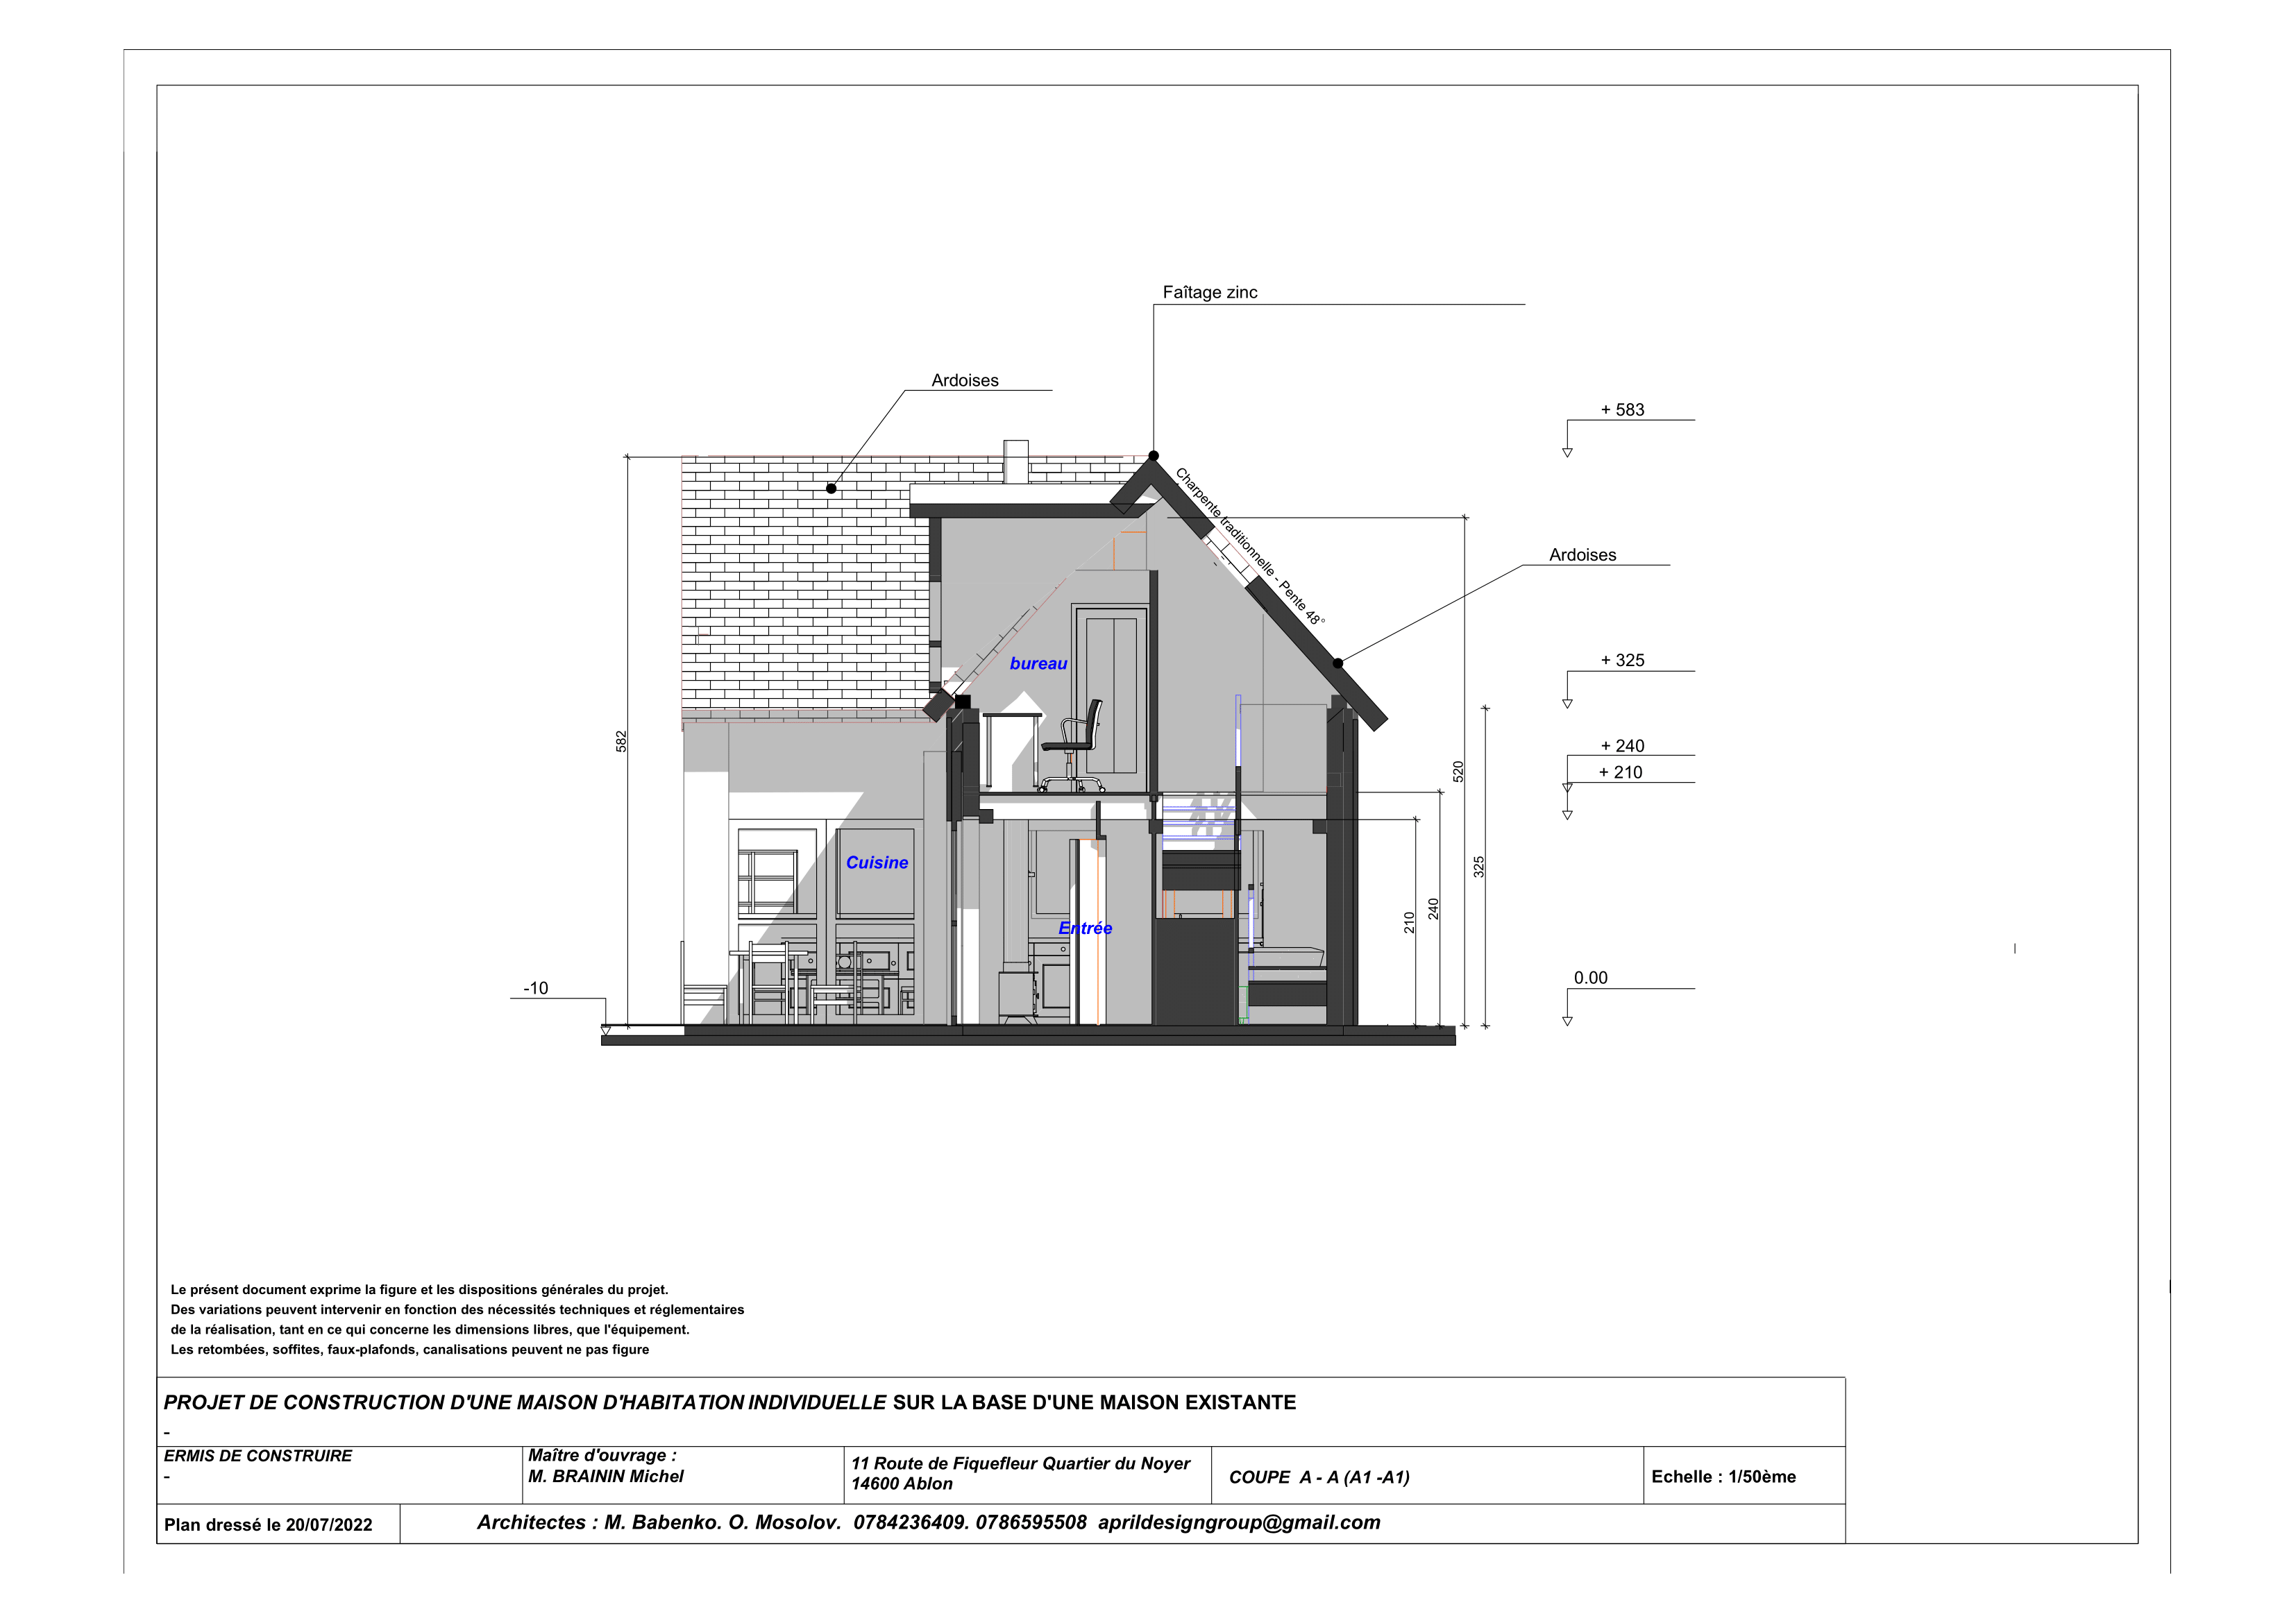 Faîtage zinc
Ardoises
+ 583
Charpente traditionnelle - Pente 48°
Ardoises
+ 325
bureau
582
+ 240
+ 210
520
Cuisine
325
240
210
Entrée
-10
0.00
Le présent document exprime la figure et les dispositions générales du projet.
Des variations peuvent intervenir en fonction des nécessités techniques et réglementaires
de la réalisation, tant en ce qui concerne les dimensions libres, que l'équipement.
Les retombées, soffites, faux-plafonds, canalisations peuvent ne pas figure
PROJET DE CONSTRUCTION D'UNE MAISON D'HABITATION INDIVIDUELLE SUR LA BASE D'UNE MAISON EXISTANTE
-
ERMIS DE CONSTRUIRE
-
Maître d'ouvrage :
M. BRAININ Michel
11 Route de Fiquefleur Quartier du Noyer
14600 Ablon
COUPE A - A (A1 -A1)
Echelle : 1/50ème
Plan dressé le 20/07/2022
Architectes : M. Babenko. O. Mosolov. 0784236409. 0786595508 aprildesigngroup@gmail.com